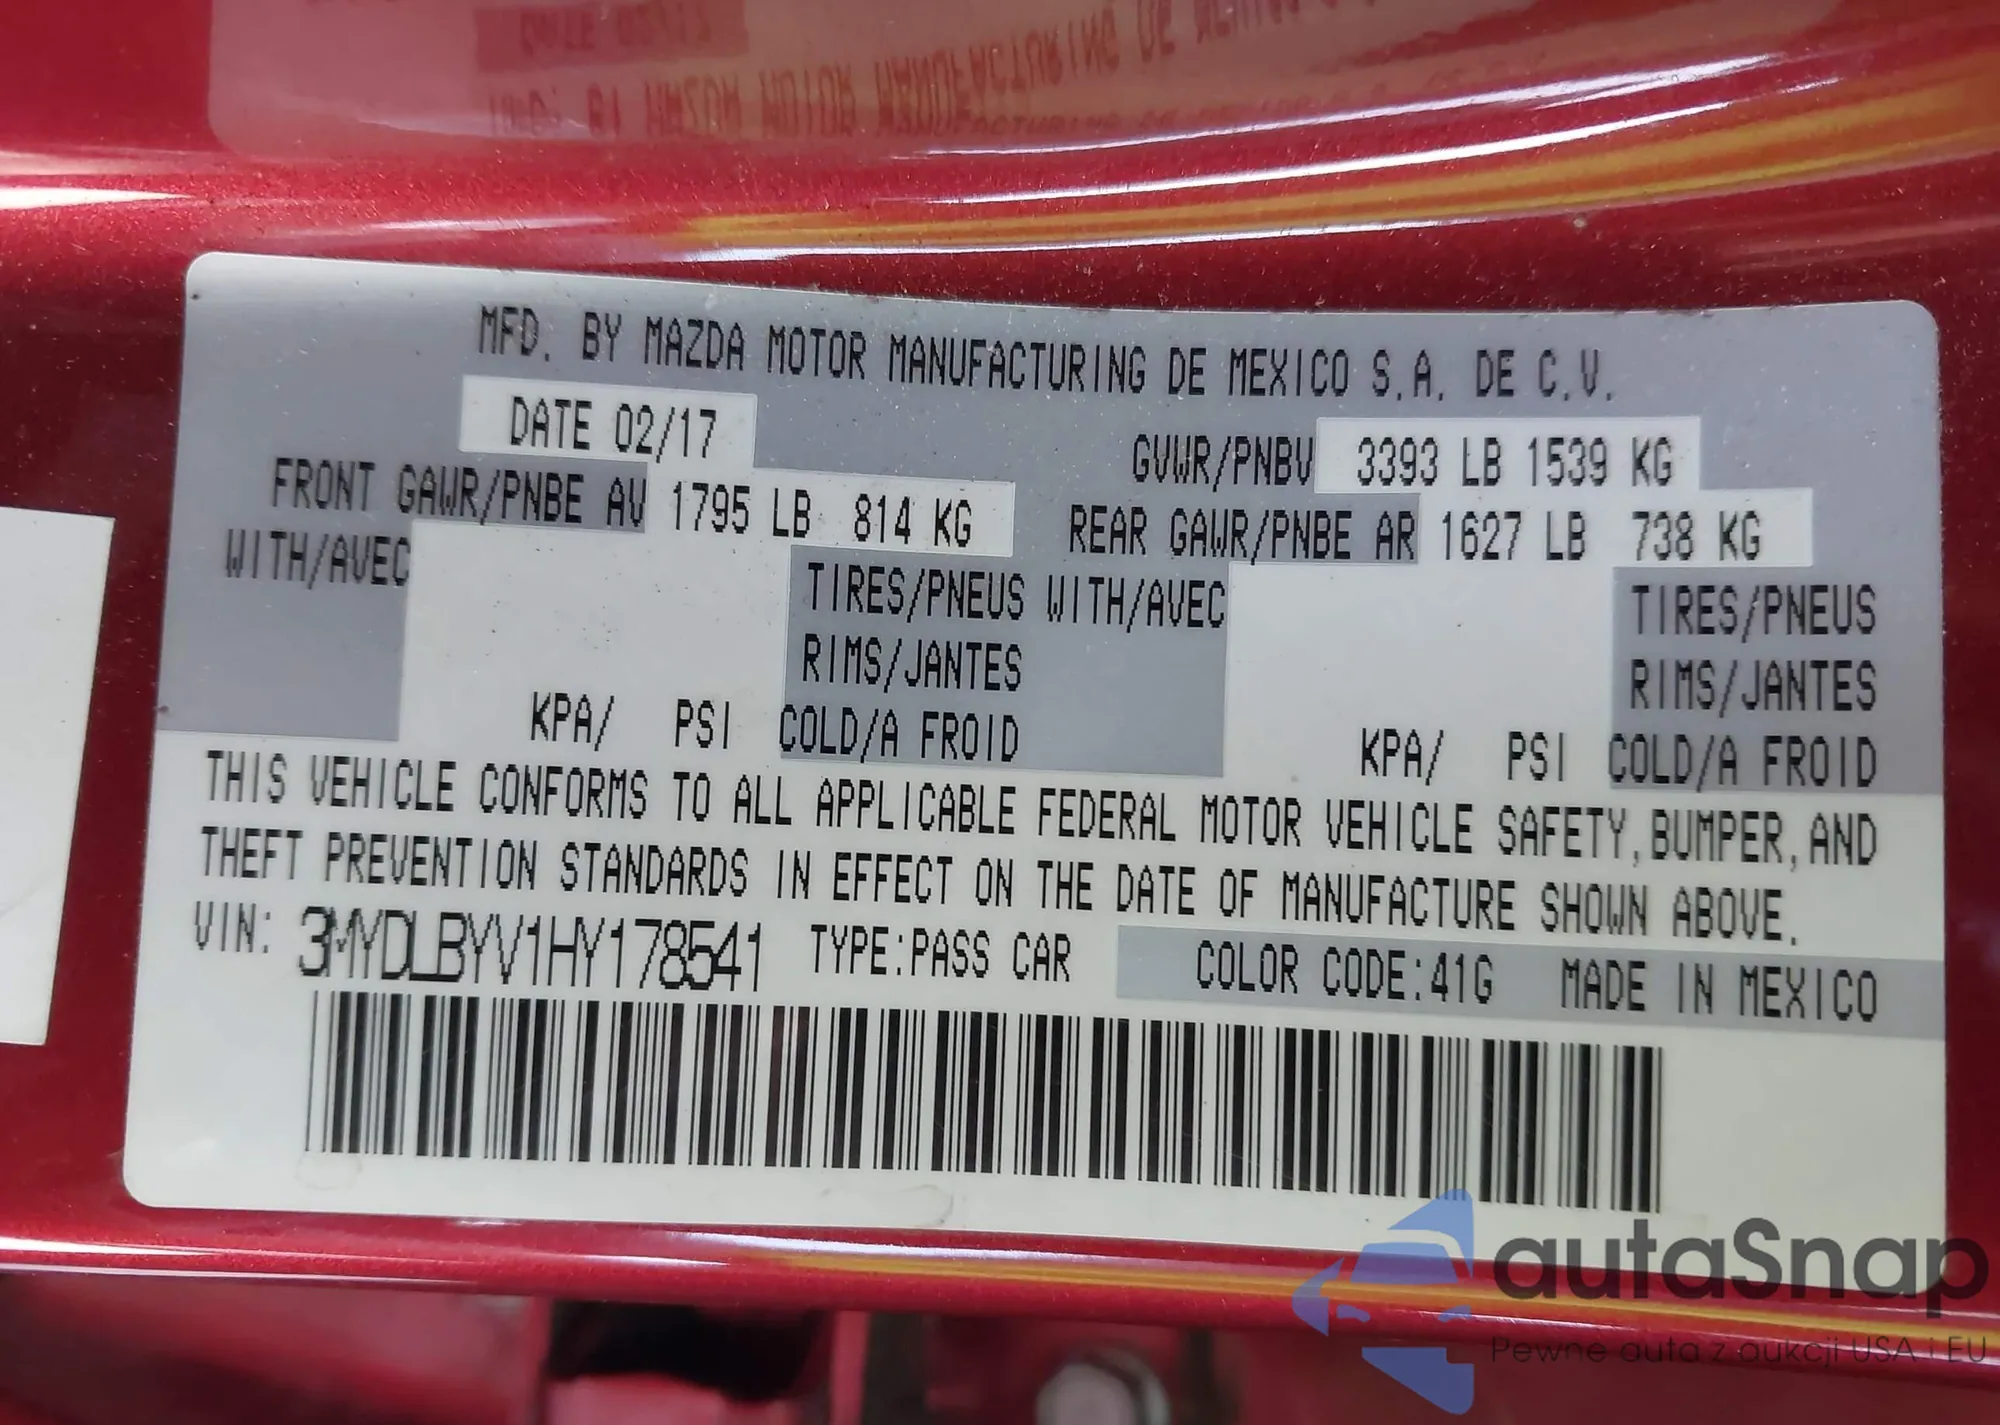 MFD. BY MAZDA MOTOR MANUFACTURING DE MEXICO S.A. DE C.V.
DATE 02/17
GVWR/PNBV 3393 LB 1539 KG
FRONT GAWR/PNBE AV 1795 LB 814 KG
REAR GAWR/PNBE AR 1627 LB 738 KG
WITH/AVEC TIRES/PNEUS WITH/AVEC TIRES/PNEUS
RIMS/JANTES RIMS/JANTES
KPA/ PSI COLD/A FROID KPA/ PSI COLD/A FROID
THIS VEHICLE CONFORMS TO ALL APPLICABLE FEDERAL MOTOR VEHICLE SAFETY, BUMPER, AND
THEFT PREVENTION STANDARDS IN EFFECT ON THE DATE OF MANUFACTURE SHOWN ABOVE.
VIN: 3MYDLBYV1HY178541 TYPE:PASS CAR COLOR CODE:41G MADE IN MEXICO
autaSnap
Pewne auta z aukcji USA i EU